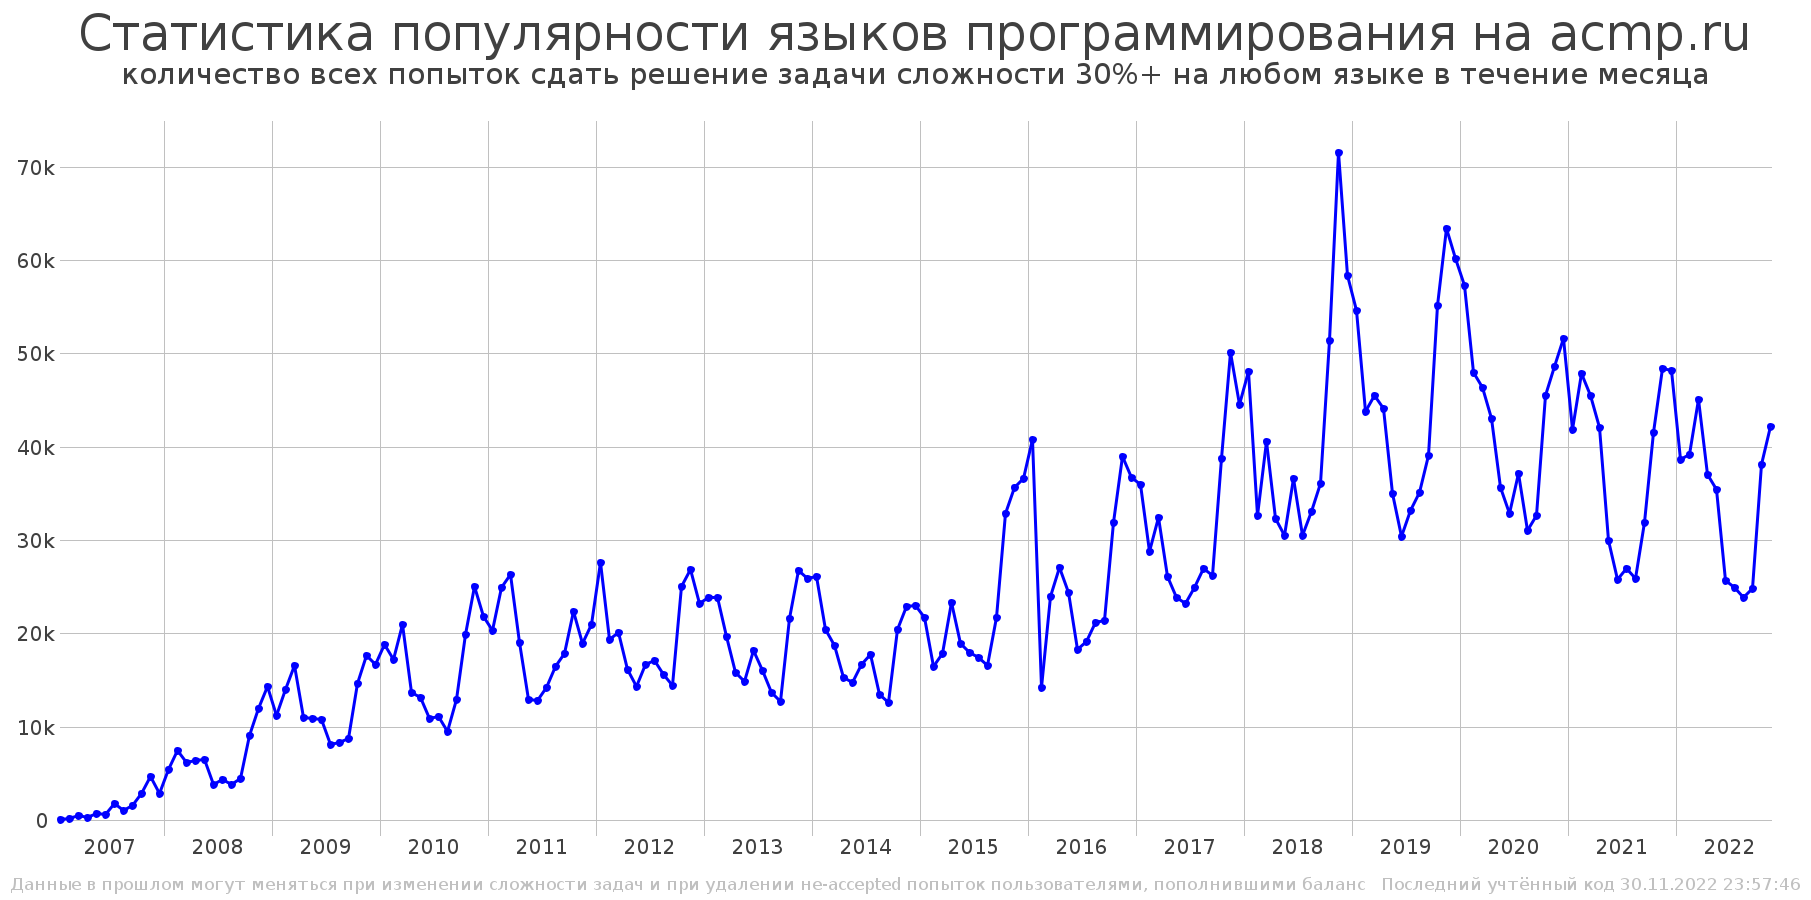 Статистика популярности языков программирования на acmp.ru
количество всех попыток сдать решение задачи сложности 30%+ на любом языке в течение месяца
70k
60k
50k
40k
30k
20k
10k
0
2007 2008 2009 2010 2011 2012 2013 2014 2015 2016 2017 2018 2019 2020 2021 2022
Данные в прошлом могут меняться при изменении сложности задач и при удалении не-accepted попыток пользователями, пополнившими баланс Последний учтённый код 30.11.2022 23:57:46